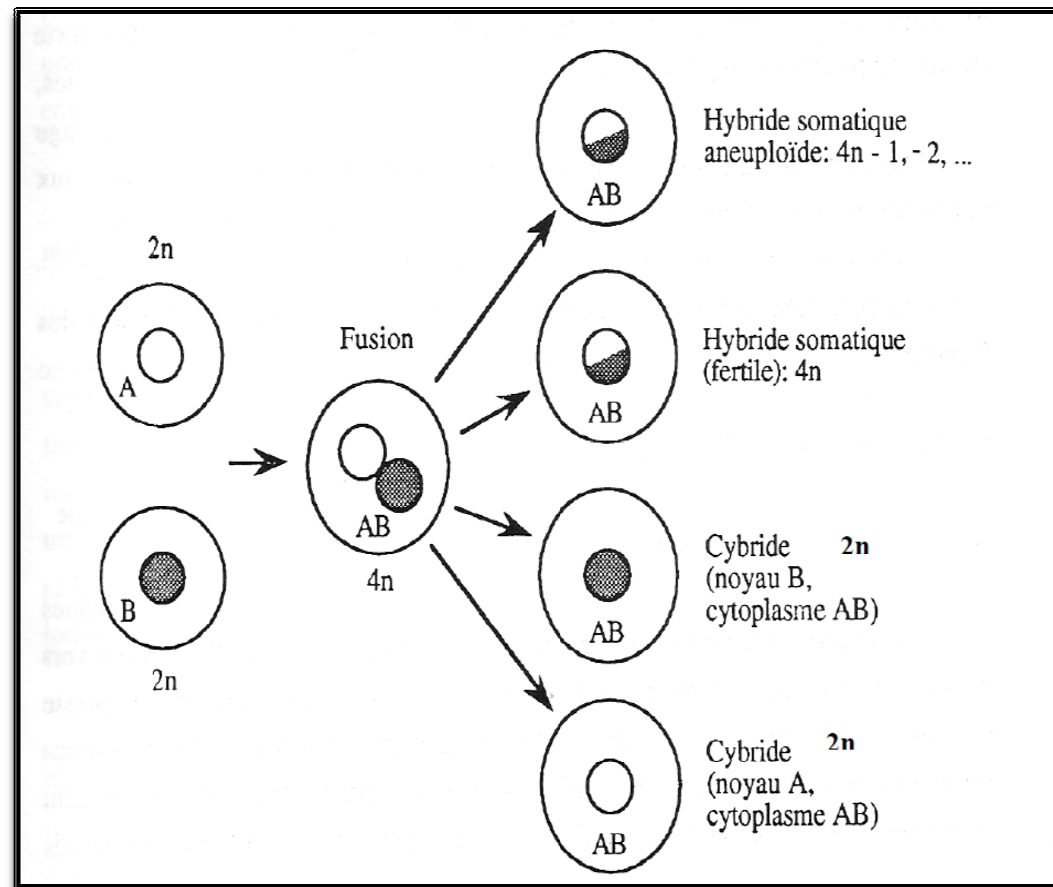 Hybride somatique
aneuploïde: 4n - 1, - 2, ...
AB
2n
A
Fusion
Hybride somatique
(fertile): 4n
AB
AB
4n
B
2n
Cybride 2n
(noyau B,
cytoplasme AB)
AB
Cybride 2n
(noyau A,
cytoplasme AB)
AB